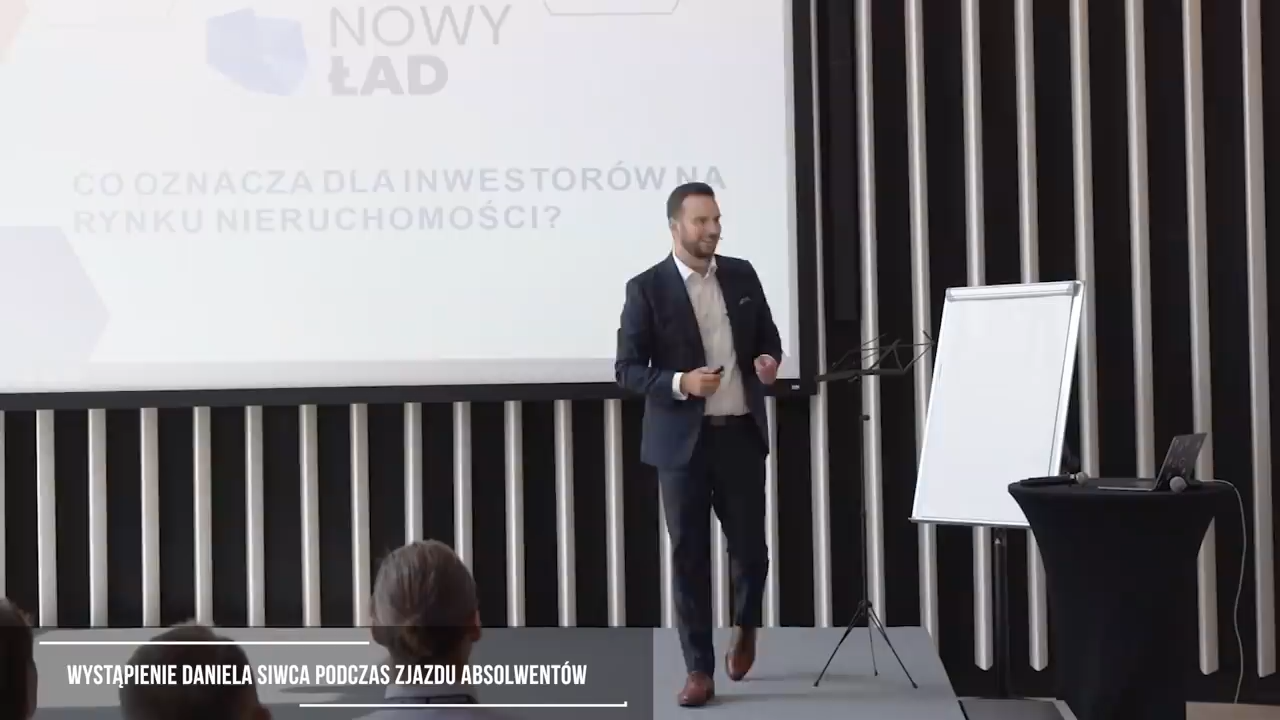 NOWY
ŁAD
CO OZNACZA DLA INWESTORÓW NA
RYNKU NIERUCHOMOŚCI?
WYSTĄPIENIE DANIELA SIWCA PODCZAS ZJAZDU ABSOLWENTÓW